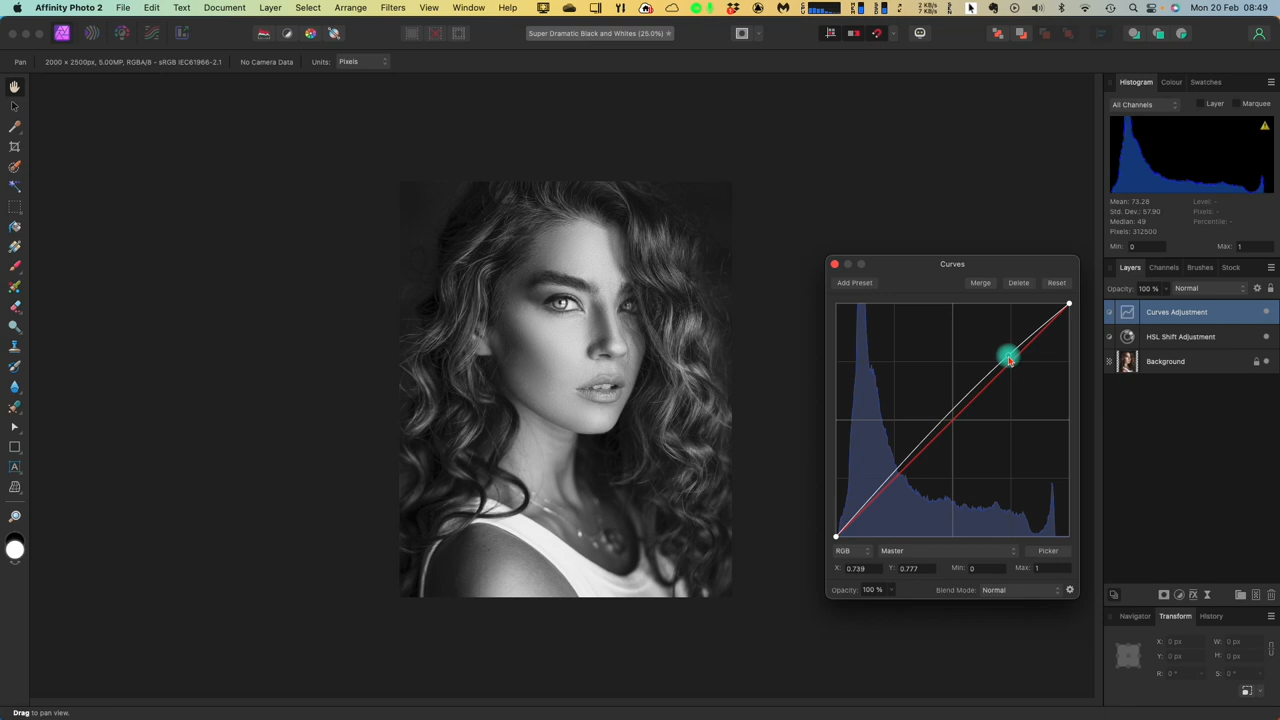 Affinity Photo 2 File Edit Text Document Layer Select Arrange Filters View Window Help 7 KB/s 2 KB/s Mon 20 Feb 08:49
Super Dramatic Black and Whites (25.0%)
Pan 2000 × 2500px, 5.00MP, RGBA/8 - sRGB IEC61966-2.1 No Camera Data Units: Pixels
Histogram Colour Swatches
All Channels Layer Marquee
Mean: 73.28 Level: -
Std. Dev.: 57.90 Pixels: -
Median: 49 Percentile: -
Pixels: 312500
Min: 0 Max: 1
Layers Channels Brushes Stock
Opacity: 100 % Normal
Curves Adjustment
HSL Shift Adjustment
Background
Curves
Add Preset Merge Delete Reset
RGB Master Picker
X: 0.739 Y: 0.777 Min: 0 Max: 1
Opacity: 100 % Blend Mode: Normal
Navigator Transform History
X: 0 px W: 0 px
Y: 0 px H: 0 px
R: 0 ° S: 0 °
Drag to pan view.